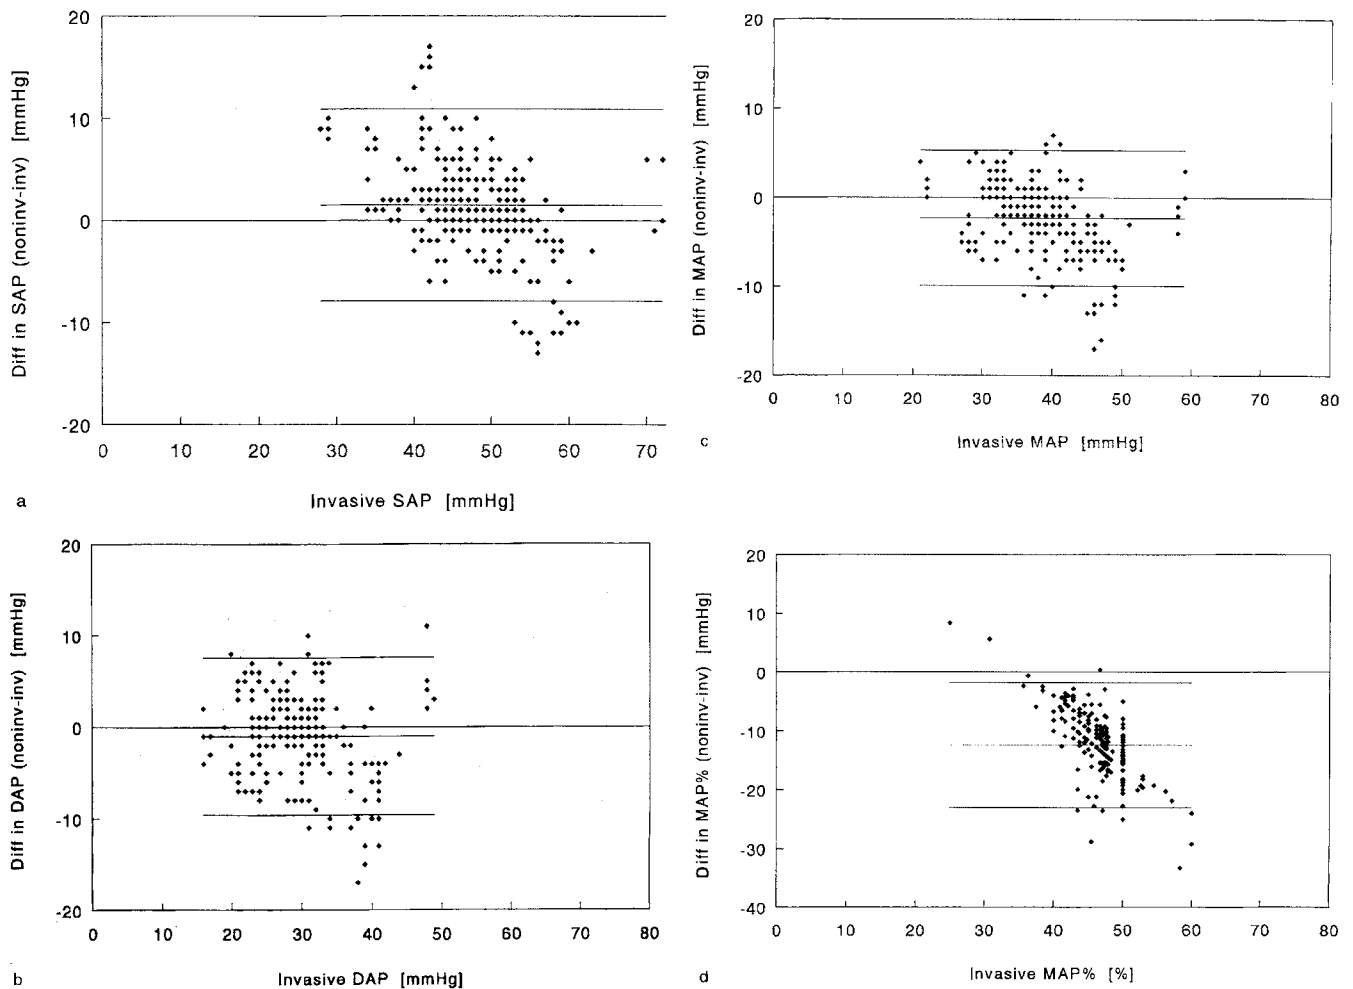 20
10
0
-10
-20
Diff in SAP (noninv-inv) [mmHg]
0 10 20 30 40 50 60 70
a
Invasive SAP [mmHg]
20
10
0
-10
-20
Diff in MAP (noninv-inv) [mmHg]
0 10 20 30 40 50 60 70 80
c
Invasive MAP [mmHg]
20
10
0
-10
-20
Diff in DAP (noninv-inv) [mmHg]
0 10 20 30 40 50 60 70 80
b
Invasive DAP [mmHg]
20
10
0
-10
-20
-30
-40
Diff in MAP% (noninv-inv) [mmHg]
0 10 20 30 40 50 60 70 80
d
Invasive MAP% [%]